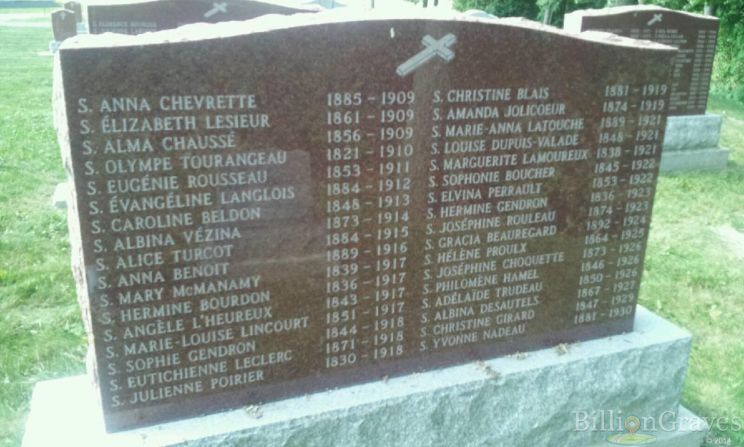 S. ANNA CHEVRETTE 1885 - 1909
S. ÉLIZABETH LESIEUR 1861 - 1909
S. ALMA CHAUSSÉ 1856 - 1909
S. OLYMPE TOURANGEAU 1821 - 1910
S. EUGÉNIE ROUSSEAU 1853 - 1911
S. ÉVANGÉLINE LANGLOIS 1884 - 1912
S. CAROLINE BELDON 1848 - 1913
S. ALBINA VÉZINA 1873 - 1914
S. ALICE TURCOT 1884 - 1915
S. ANNA BENOIT 1889 - 1916
S. MARY McMANAMY 1839 - 1917
S. HERMINE BOURDON 1836 - 1917
S. ANGÈLE L'HEUREUX 1843 - 1917
S. MARIE-LOUISE LINCOURT 1851 - 1917
S. SOPHIE GENDRON 1844 - 1918
S. EUTICHIENNE LECLERC 1871 - 1918
S. JULIENNE POIRIER 1830 - 1918
S. CHRISTINE BLAIS 1881 - 1919
S. AMANDA JOLICOEUR 1874 - 1919
S. MARIE-ANNA LATOUCHE 1889 - 1921
S. LOUISE DUPUIS-VALADE 1848 - 1921
S. MARGUERITE LAMOUREUX 1838 - 1921
S. SOPHONIE BOUCHER 1845 - 1922
S. ELVINA PERRAULT 1853 - 1922
S. HERMINE GENDRON 1836 - 1923
S. JOSÉPHINE ROULEAU 1874 - 1923
S. GRACIA BEAUREGARD 1892 - 1924
S. HÉLÈNE PROULX 1864 - 1925
S. JOSÉPHINE CHOQUETTE 1873 - 1926
S. PHILOMÈNE HAMEL 1846 - 1926
S. ADÉLAÏDE TRUDEAU 1850 - 1926
S. ALBINA DESAUTELS 1867 - 1927
S. CHRISTINE GIRARD 1847 - 1929
S. YVONNE NADEAU 1881 - 1930
BillionGraves
© 2014